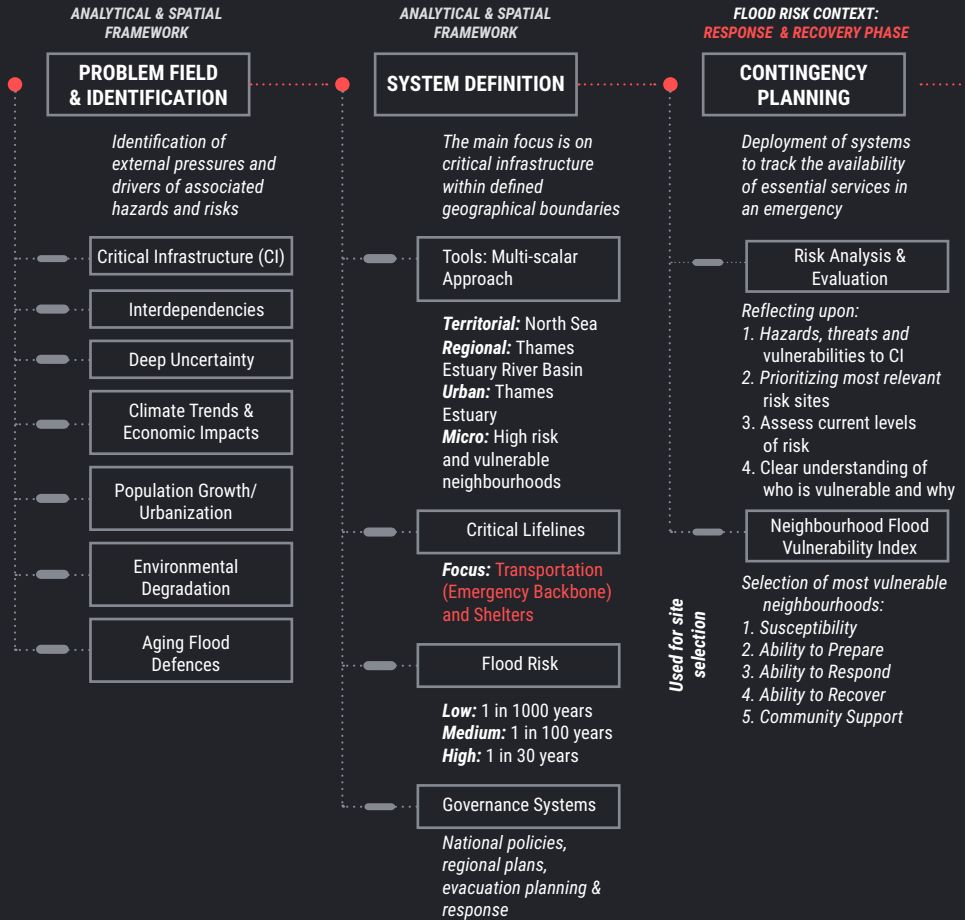 ANALYTICAL & SPATIAL
FRAMEWORK
PROBLEM FIELD
& IDENTIFICATION
Identification of
external pressures and
drivers of associated
hazards and risks
Critical Infrastructure (CI)
Interdependencies
Deep Uncertainty
Climate Trends &
Economic Impacts
Population Growth/
Urbanization
Environmental
Degradation
Aging Flood
Defences
ANALYTICAL & SPATIAL
FRAMEWORK
SYSTEM DEFINITION
The main focus is on
critical infrastructure
within defined
geographical boundaries
Tools: Multi-scalar
Approach
Territorial: North Sea
Regional: Thames
Estuary River Basin
Urban: Thames
Estuary
Micro: High risk
and vulnerable
neighbourhoods
Critical Lifelines
Focus: Transportation
(Emergency Backbone)
and Shelters
Flood Risk
Low: 1 in 1000 years
Medium: 1 in 100 years
High: 1 in 30 years
Governance Systems
National policies,
regional plans,
evacuation planning &
response
FLOOD RISK CONTEXT:
RESPONSE & RECOVERY PHASE
CONTINGENCY
PLANNING
Deployment of systems
to track the availability
of essential services in
an emergency
Risk Analysis &
Evaluation
Reflecting upon:
1. Hazards, threats and
vulnerabilities to CI
2. Prioritizing most relevant
risk sites
3. Assess current levels
of risk
4. Clear understanding of
who is vulnerable and why
Neighbourhood Flood
Vulnerability Index
Used for site
selection
Selection of most vulnerable
neighbourhoods:
1. Susceptibility
2. Ability to Prepare
3. Ability to Respond
4. Ability to Recover
5. Community Support